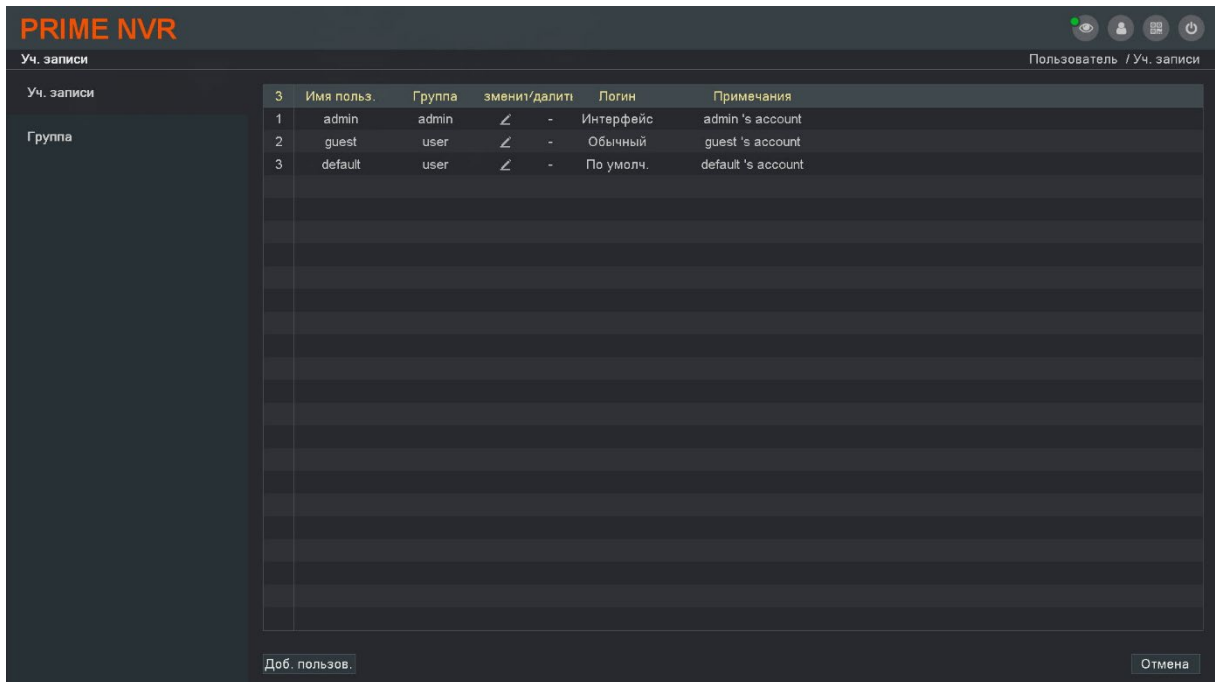 PRIME NVR
Уч. записи Пользователь / Уч. записи
Уч. записи
Группа
3 Имя польз. Группа зменит/далить Логин Примечания
1 admin admin - Интерфейс admin 's account
2 guest user - Обычный guest 's account
3 default user - По умолч. default 's account
Доб. пользов. Отмена